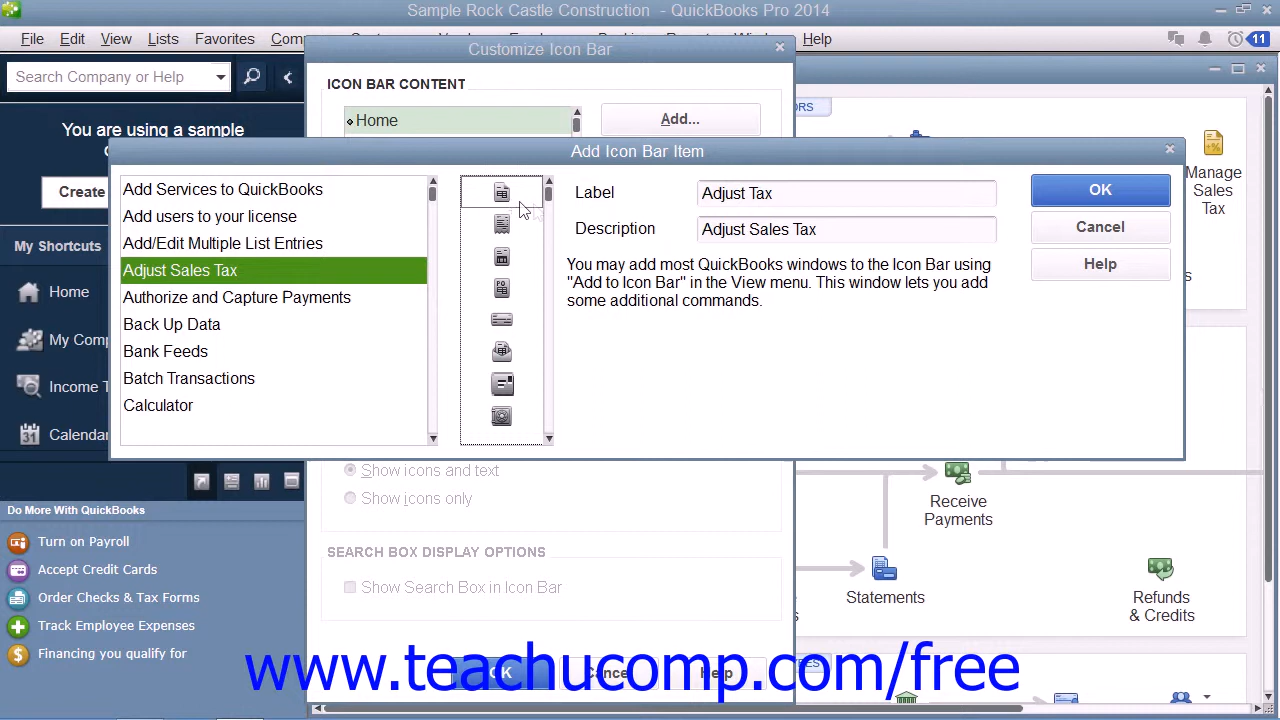 Sample Rock Castle Construction - QuickBooks Pro 2014
File Edit View Lists Favorites Help
11
Search Company or Help
Customize Icon Bar
You are using a sample
Create
ICON BAR CONTENT
Home
Add...
ORS
Manage
Sales
Tax
Add Icon Bar Item
Add Services to QuickBooks
Add users to your license
Add/Edit Multiple List Entries
Adjust Sales Tax
Authorize and Capture Payments
Back Up Data
Bank Feeds
Batch Transactions
Calculator
Label
Adjust Tax
Description
Adjust Sales Tax
You may add most QuickBooks windows to the Icon Bar using
"Add to Icon Bar" in the View menu. This window lets you add
some additional commands.
OK
Cancel
Help
My Shortcuts
Home
My Comp
Income T
31
Calendar
Show icons and text
Show icons only
SEARCH BOX DISPLAY OPTIONS
Show Search Box in Icon Bar
OK
Cance
Help
Do More With QuickBooks
Turn on Payroll
Accept Credit Cards
Order Checks & Tax Forms
Track Employee Expenses
Financing you qualify for
Receive
Payments
Statements
Refunds
& Credits
www.teachucomp.com/free